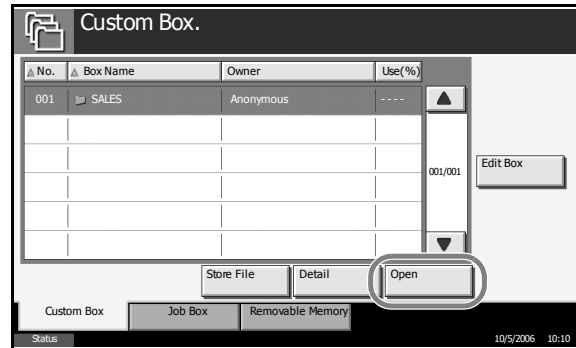 Custom Box.
No. Box Name Owner Use(%)
001 SALES Anonymous ----
001/001
Edit Box
Store File Detail Open
Custom Box Job Box Removable Memory
Status 10/5/2006 10:10